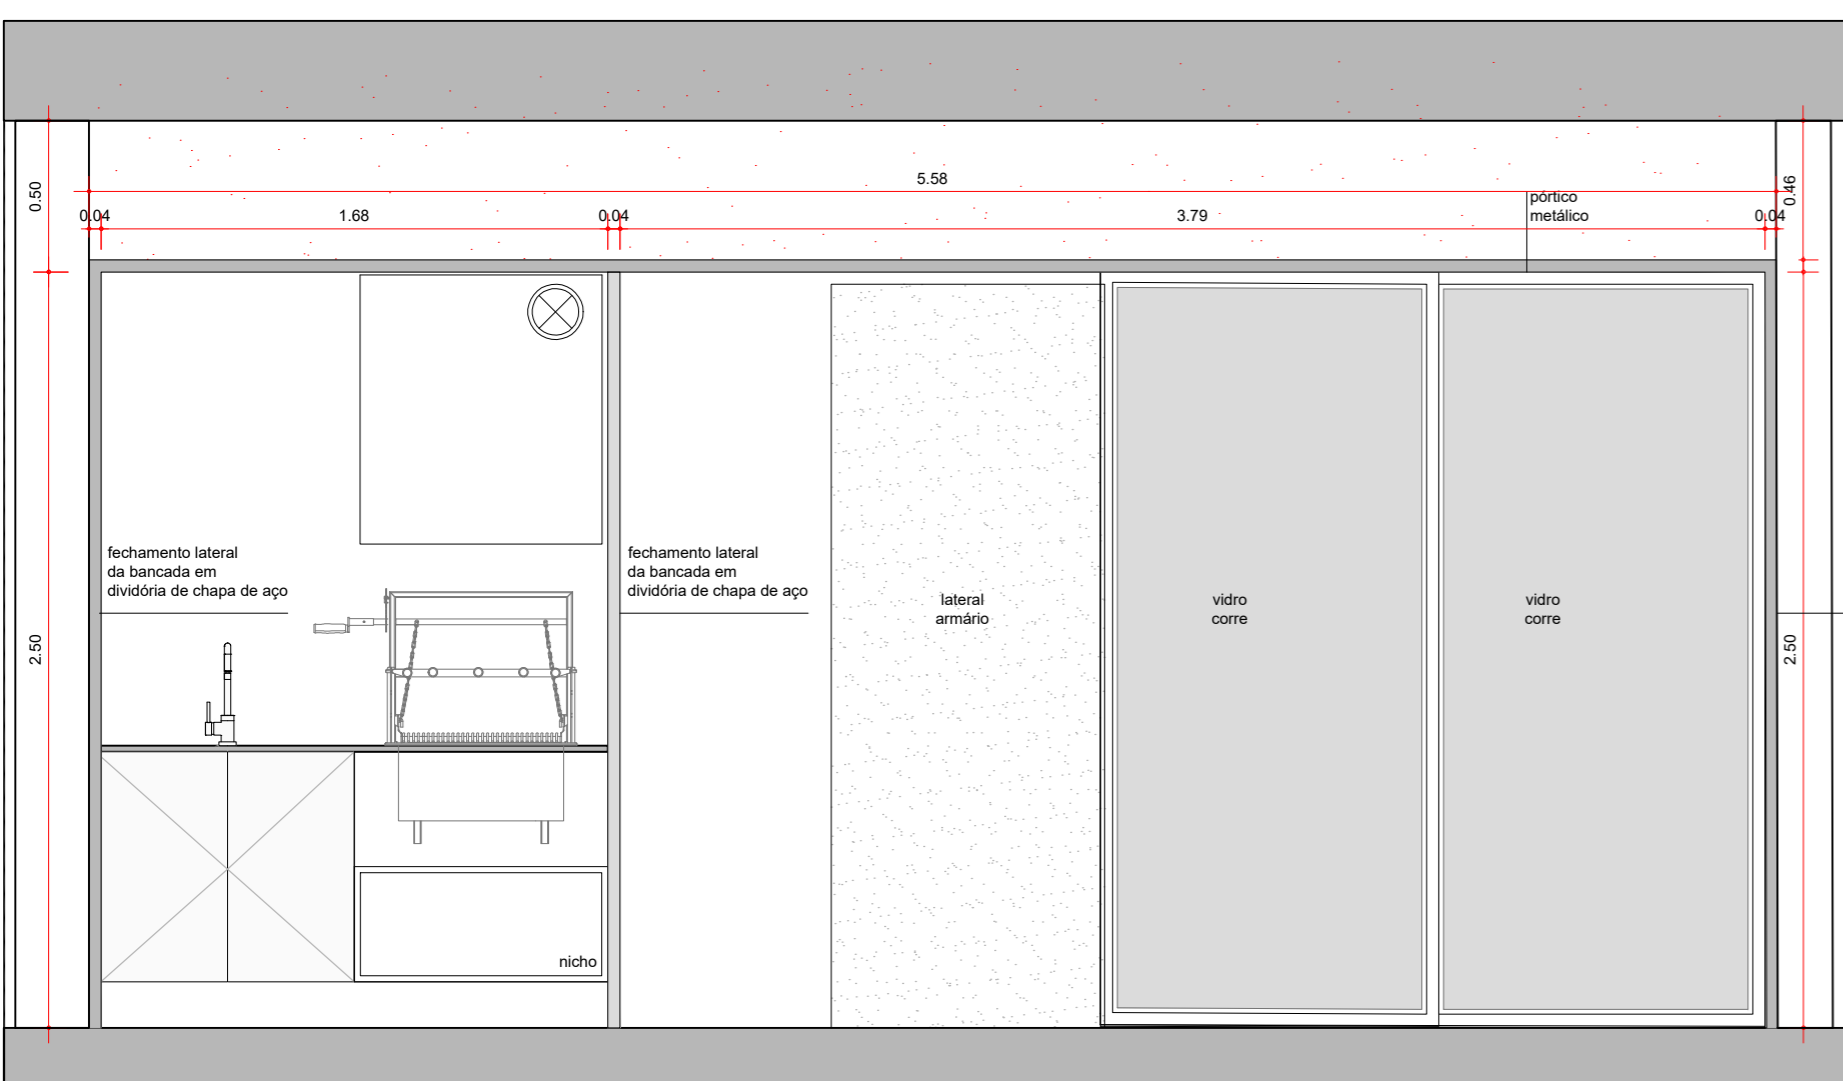 5.58
0.50
0.04
1.68
0.04
3.79
pórtico
metálico
0.04
0.46
fechamento lateral
da bancada em
dividória de chapa de aço
fechamento lateral
da bancada em
dividória de chapa de aço
lateral
armário
vidro
corre
vidro
corre
2.50
2.50
nicho